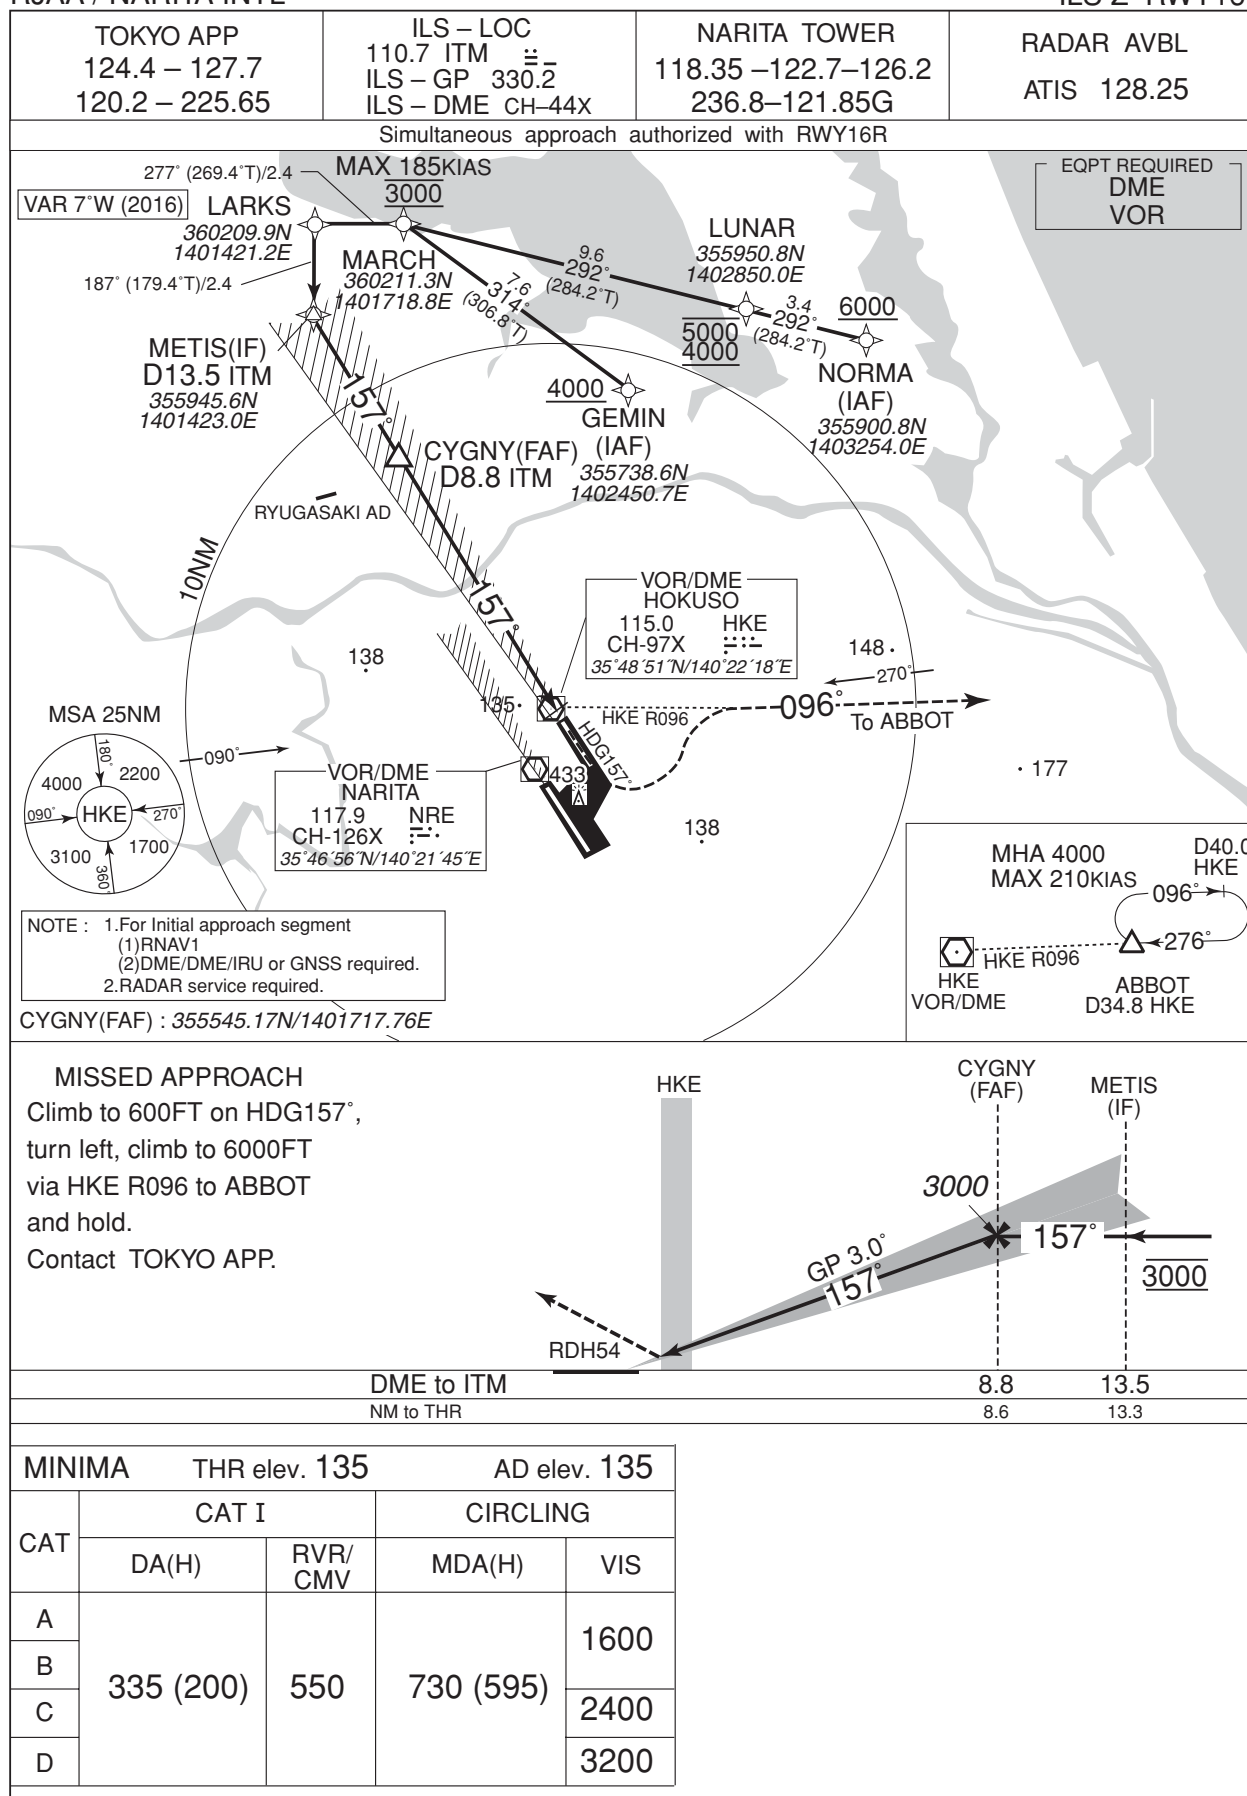 TOKYO APP
124.4 – 127.7
120.2 – 225.65
ILS – LOC
110.7 ITM
ILS – GP 330.2
ILS – DME CH–44X
NARITA TOWER
118.35 –122.7–126.2
236.8–121.85G
RADAR AVBL
ATIS 128.25
Simultaneous approach authorized with RWY16R
277˚ (269.4˚T)/2.4
MAX 185KIAS
3000
EQPT REQUIRED
DME
VOR
VAR 7˚W (2016)
LARKS
360209.9N
1401421.2E
187˚ (179.4˚T)/2.4
MARCH
360211.3N
1401718.8E
9.6
292˚
(284.2˚T)
7.6
314˚
(306.8˚T)
LUNAR
355950.8N
1402850.0E
3.4
292˚
(284.2˚T)
6000
5000
4000
NORMA
(IAF)
355900.8N
1403254.0E
METIS(IF)
D13.5 ITM
355945.6N
1401423.0E
157˚
4000
GEMIN
(IAF)
355738.6N
1402450.7E
CYGNY(FAF)
D8.8 ITM
RYUGASAKI AD
10NM
157˚
VOR/DME
HOKUSO
115.0 HKE
CH-97X
35˚48´51˝N/140˚22´18˝E
138
148
270˚
135
HKE R096
096˚
To ABBOT
HDG157˚
MSA 25NM
180˚
4000
2200
090˚
HKE
270˚
3100
1700
360˚
090˚
VOR/DME
NARITA
117.9 NRE
CH-126X
35˚46´56˝N/140˚21´45˝E
433
177
138
MHA 4000
MAX 210KIAS
D40.0
HKE
096˚
276˚
HKE R096
HKE
VOR/DME
ABBOT
D34.8 HKE
NOTE : 1.For Initial approach segment
(1)RNAV1
(2)DME/DME/IRU or GNSS required.
2.RADAR service required.
CYGNY(FAF) : 355545.17N/1401717.76E
MISSED APPROACH
Climb to 600FT on HDG157˚,
turn left, climb to 6000FT
via HKE R096 to ABBOT
and hold.
Contact TOKYO APP.
HKE
CYGNY
(FAF)
METIS
(IF)
3000
157˚
GP 3.0˚
157˚
3000
RDH54
DME to ITM 8.8 13.5
NM to THR 8.6 13.3
MINIMA THR elev. 135 AD elev. 135
CAT
CAT I
CIRCLING
DA(H)
RVR/
CMV
MDA(H)
VIS
A
B
C
D
335 (200)
550
730 (595)
1600
2400
3200